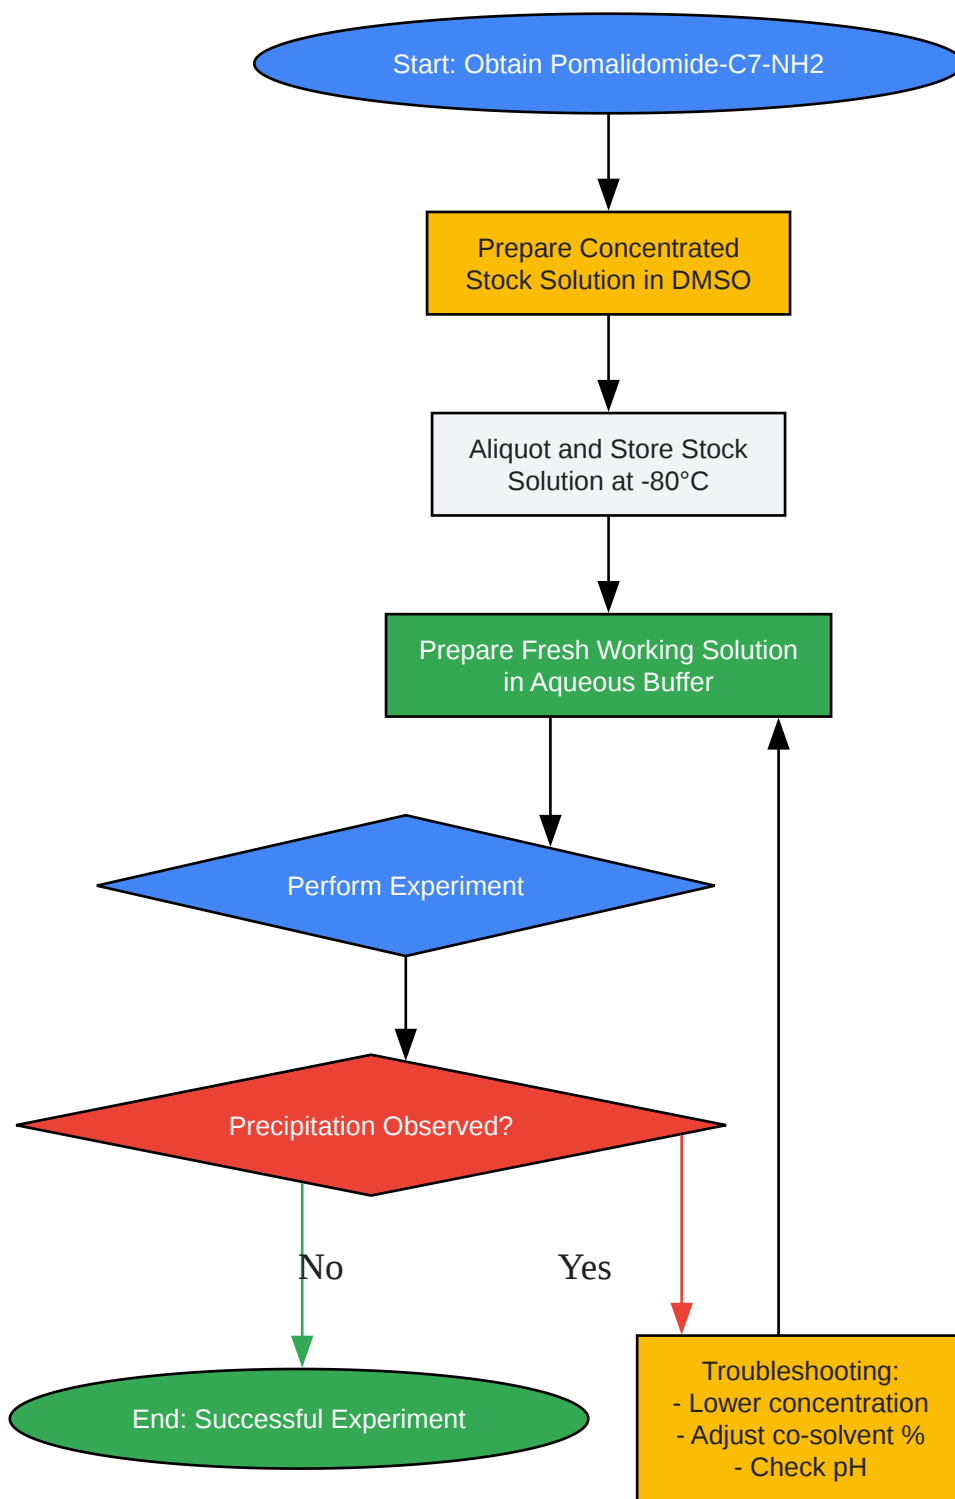 Start: Obtain Pomalidomide-C7-NH2
Prepare Concentrated
Stock Solution in DMSO
Aliquot and Store Stock
Solution at -80°C
Prepare Fresh Working Solution
in Aqueous Buffer
Perform Experiment
Precipitation Observed?
No
Yes
End: Successful Experiment
Troubleshooting:
- Lower concentration
- Adjust co-solvent %
- Check pH